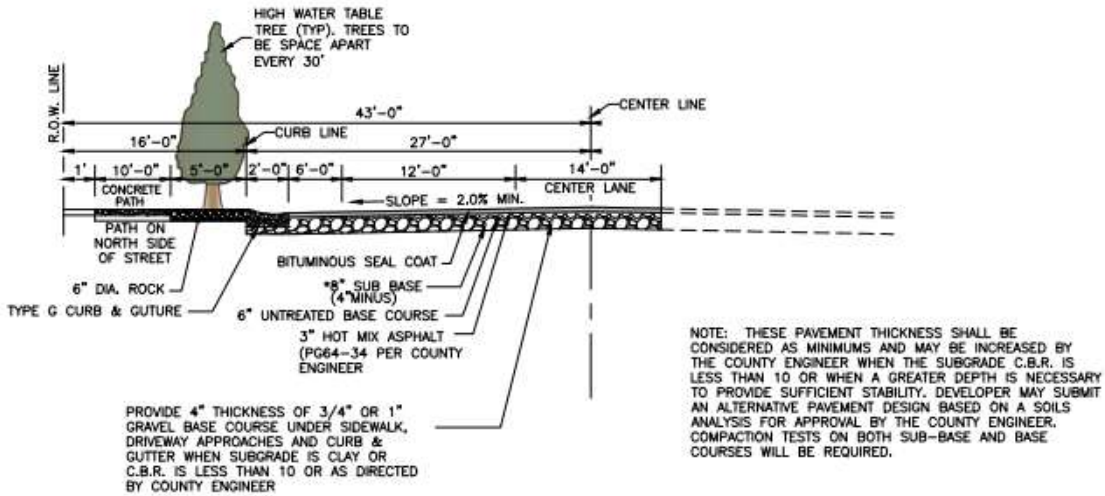 HIGH WATER TABLE
TREE (TYP). TREES TO
BE SPACE APART
EVERY 30'
R.O.W. LINE
43'-0"
CENTER LINE
16'-0"
CURB LINE
27'-0"
1'
10'-0"
5'-0"
2'-0"
6'-0"
12'-0"
14'-0"
CONCRETE
PATH
CENTER LANE
SLOPE = 2.0% MIN.
PATH ON
NORTH SIDE
OF STREET
BITUMINOUS SEAL COAT
6" DIA. ROCK
*8" SUB BASE
(4"MINUS)
TYPE G CURB & GUTURE
6" UNTREATED BASE COURSE
3" HOT MIX ASPHALT
(PG64-34 PER COUNTY
ENGINEER
PROVIDE 4" THICKNESS OF 3/4" OR 1"
GRAVEL BASE COURSE UNDER SIDEWALK,
DRIVEWAY APPROACHES AND CURB &
GUTTER WHEN SUBGRADE IS CLAY OR
C.B.R. IS LESS THAN 10 OR AS DIRECTED
BY COUNTY ENGINEER
NOTE: THESE PAVEMENT THICKNESS SHALL BE
CONSIDERED AS MINIMUMS AND MAY BE INCREASED BY
THE COUNTY ENGINEER WHEN THE SUBGRADE C.B.R. IS
LESS THAN 10 OR WHEN A GREATER DEPTH IS NECESSARY
TO PROVIDE SUFFICIENT STABILITY. DEVELOPER MAY SUBMIT
AN ALTERNATIVE PAVEMENT DESIGN BASED ON A SOILS
ANALYSIS FOR APPROVAL BY THE COUNTY ENGINEER.
COMPACTION TESTS ON BOTH SUB-BASE AND BASE
COURSES WILL BE REQUIRED.